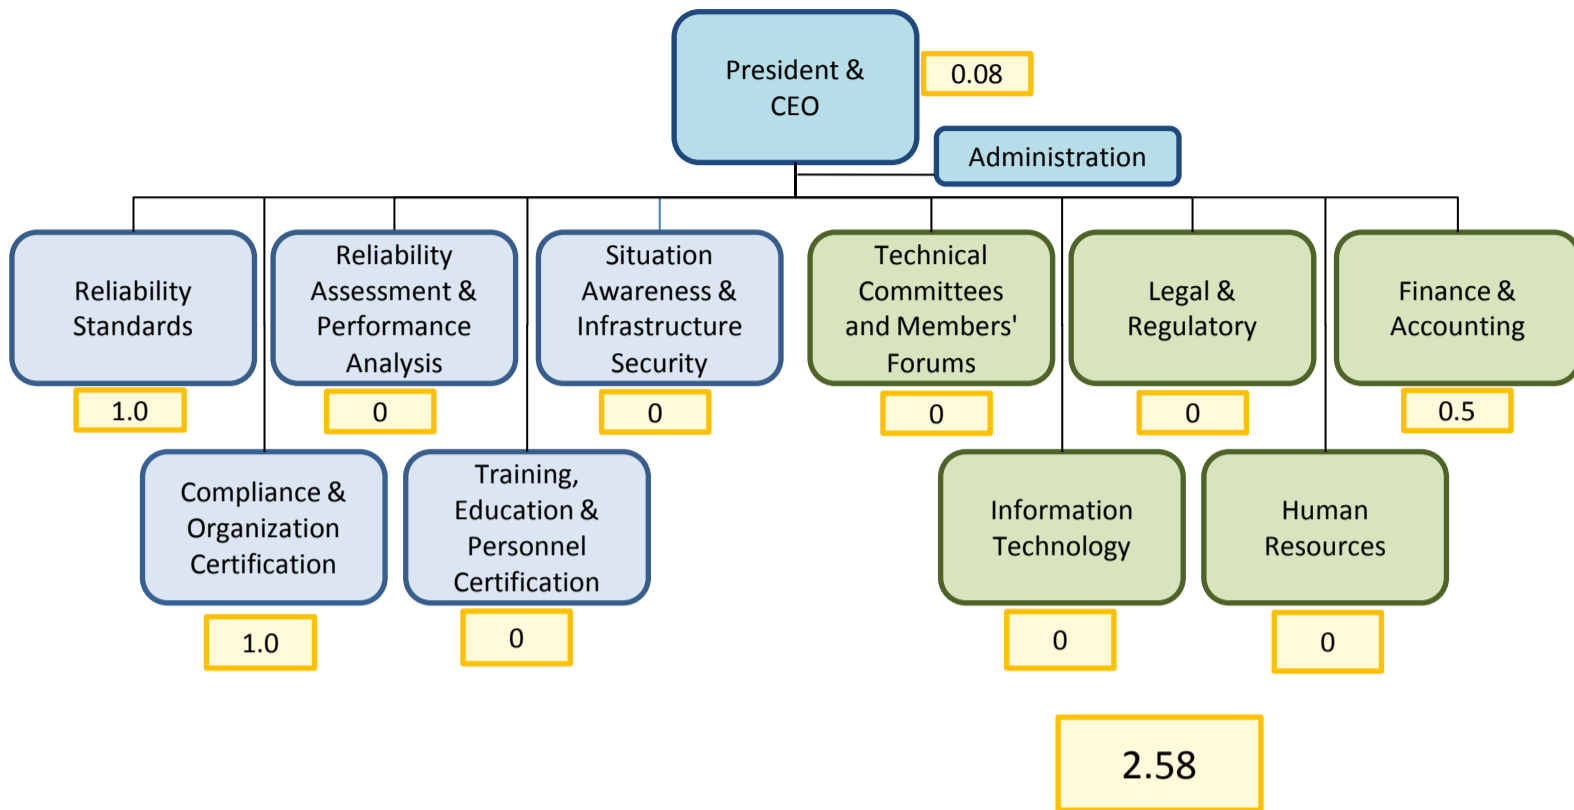 President &
CEO
0.08
Administration
Reliability
Standards
1.0
Reliability
Assessment &
Performance
Analysis
0
Situation
Awareness &
Infrastructure
Security
0
Technical
Committees
and Members'
Forums
0
Legal &
Regulatory
0
Finance &
Accounting
0.5
Compliance &
Organization
Certification
1.0
Training,
Education &
Personnel
Certification
0
Information
Technology
0
Human
Resources
0
2.58